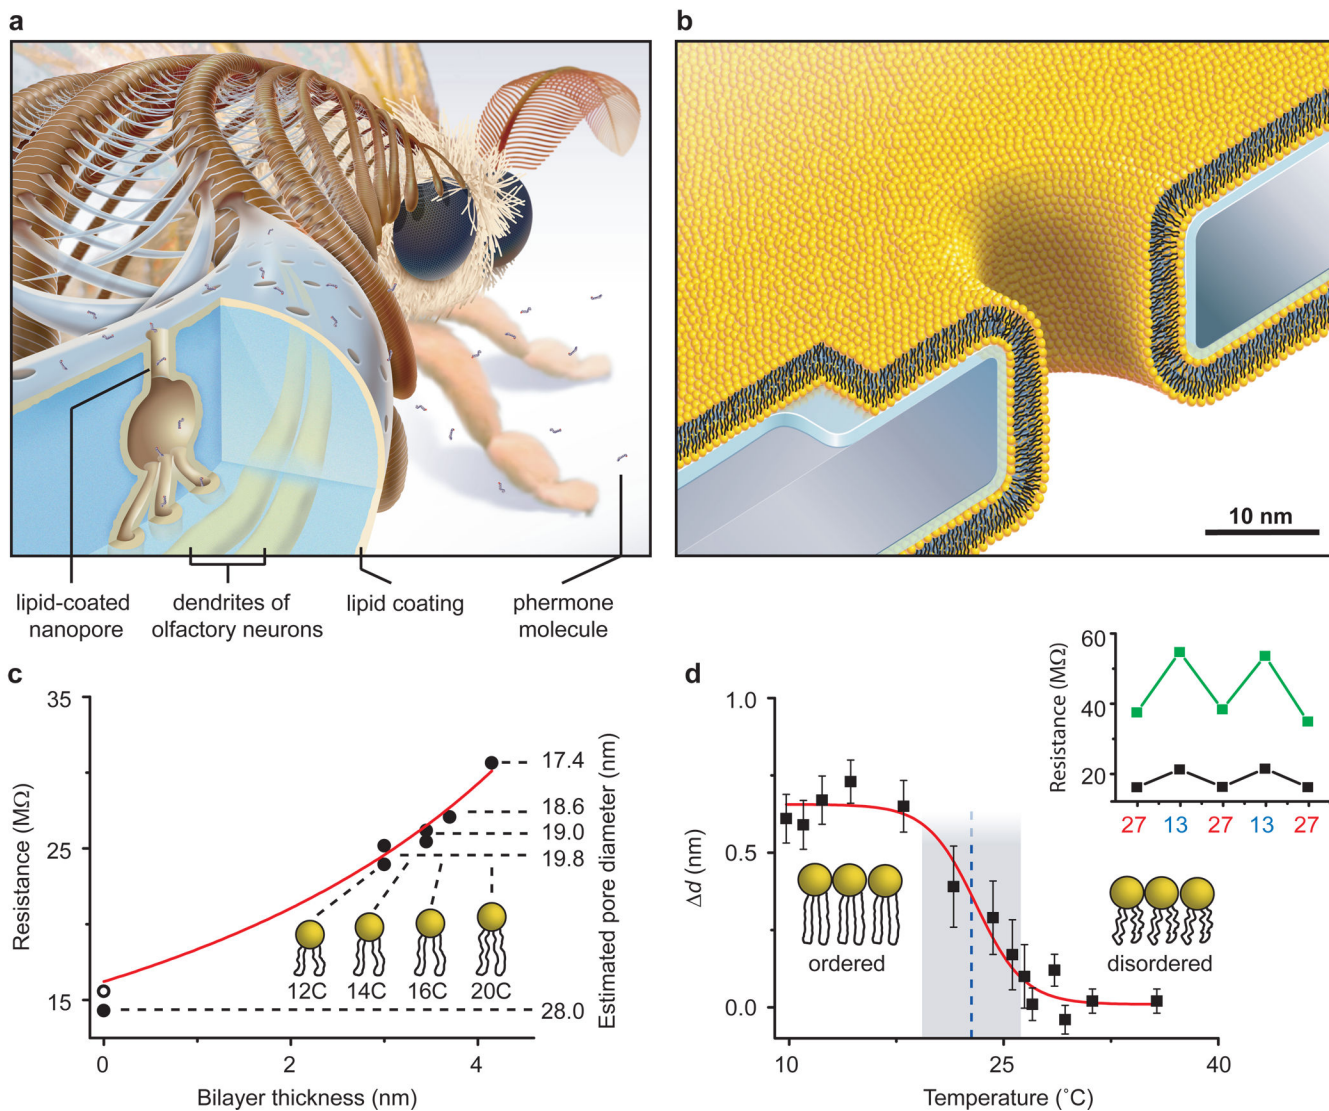 a
b
10 nm
lipid-coated
nanopore
dendrites of
olfactory neurons
lipid coating
phermone
molecule
c
Resistance (MΩ)
35
25
15
0
2
4
Bilayer thickness (nm)
12C
14C
16C
20C
17.4
18.6
19.0
19.8
28.0
Estimated pore diameter (nm)
d
Δd (nm)
1.0
0.5
0.0
10
25
40
Temperature (˚C)
ordered
disordered
Resistance (MΩ)
60
40
20
27 13 27 13 27